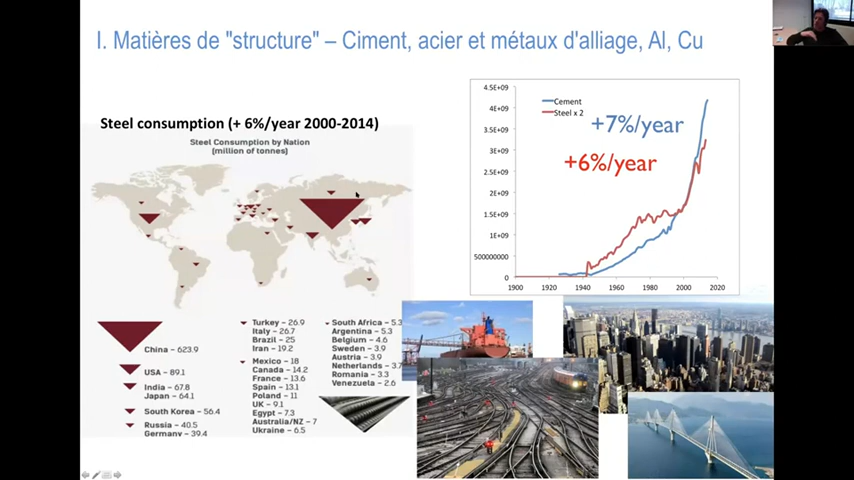 I. Matières de "structure" – Ciment, acier et métaux d'alliage, Al, Cu
Steel consumption (+ 6%/year 2000-2014)
Steel Consumption by Nation
(million of tonnes)
China – 623.9
USA – 89.1
India – 67.8
Japan – 64.1
South Korea – 56.4
Russia – 40.5
Germany – 39.4
Turkey – 26.9
Italy – 26.7
Brazil – 25
Iran – 19.2
Mexico – 18
Canada – 14.2
France – 13.6
Spain – 13.1
Poland – 11
UK – 9.1
Egypt – 7.3
Australia/NZ – 7
Ukraine – 6.5
South Africa – 5.3
Argentina – 5.3
Belgium – 4.6
Sweden – 3.9
Austria – 3.9
Netherlands – 3.7
Romania – 3.3
Venezuela – 2.6
4.5E+09
4E+09
3.5E+09
3E+09
2.5E+09
2E+09
1.5E+09
1E+09
500000000
0
1900 1920 1940 1960 1980 2000 2020
Cement
Steel x 2
+7%/year
+6%/year